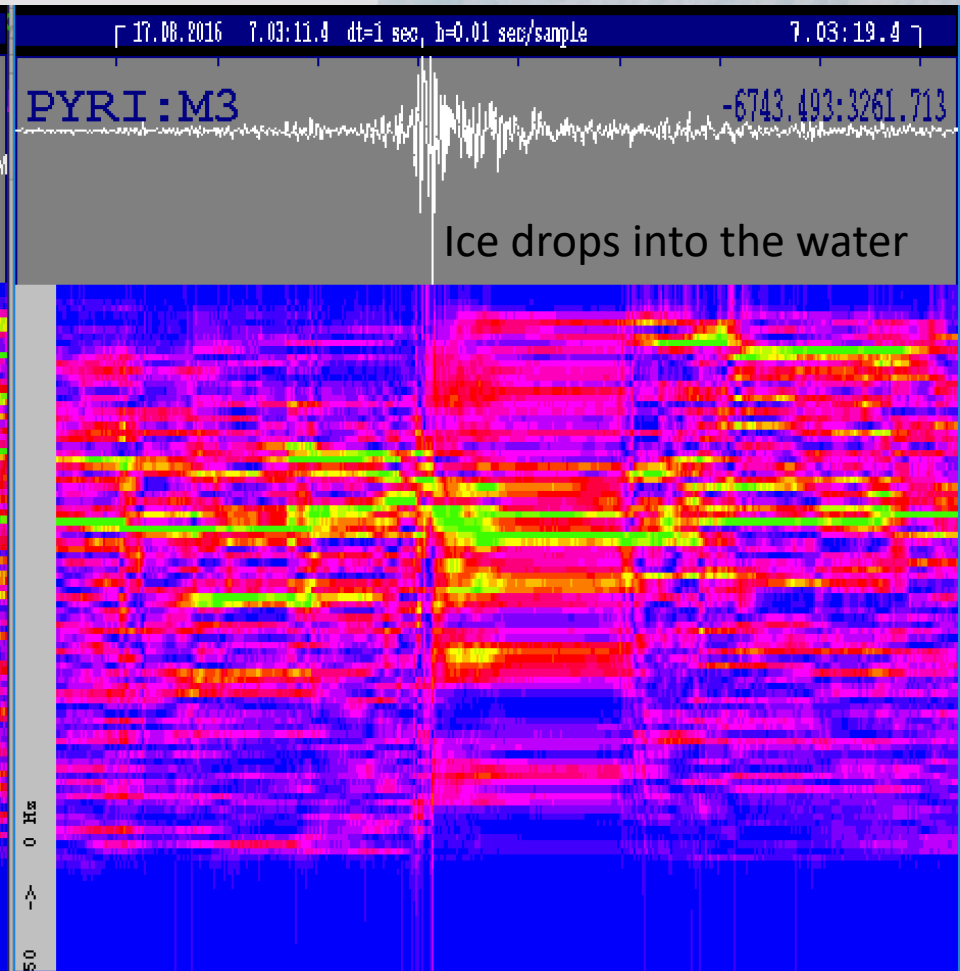 17.08.2016 7.03:11.4 dt=1 sec, h=0.01 sec/sample 7.03:19.4
PYRI:M3 -6743.493:3261.713
Ice drops into the water
50 -> 0 Hz